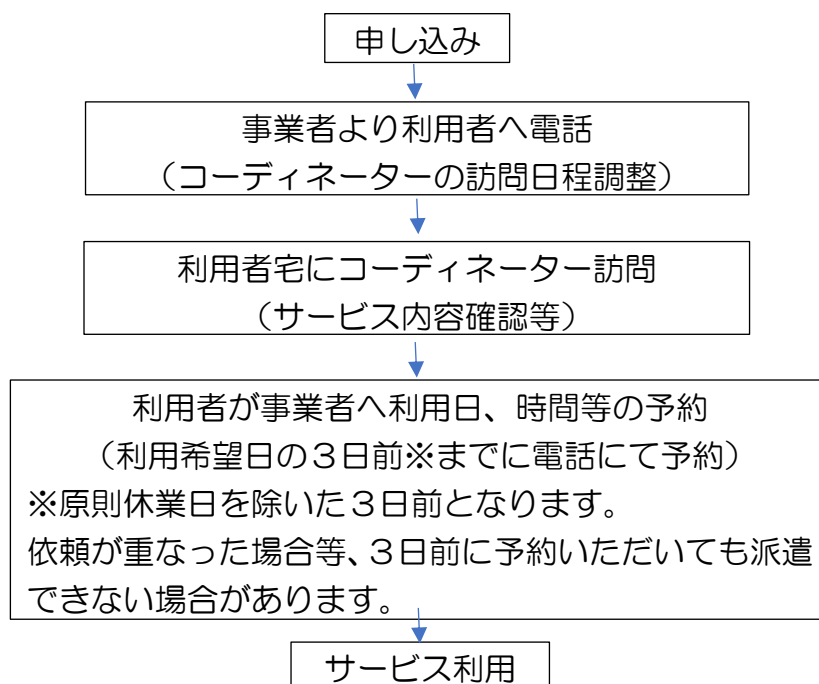 申し込み
事業者より利用者へ電話
（コーディネーターの訪問日程調整）
利用者宅にコーディネーター訪問
（サービス内容確認等）
利用者が事業者へ利用日、時間等の予約
（利用希望日の３日前※までに電話にて予約）
※原則休業日を除いた３日前となります。
依頼が重なった場合等、３日前に予約いただいても派遣
できない場合があります。
サービス利用